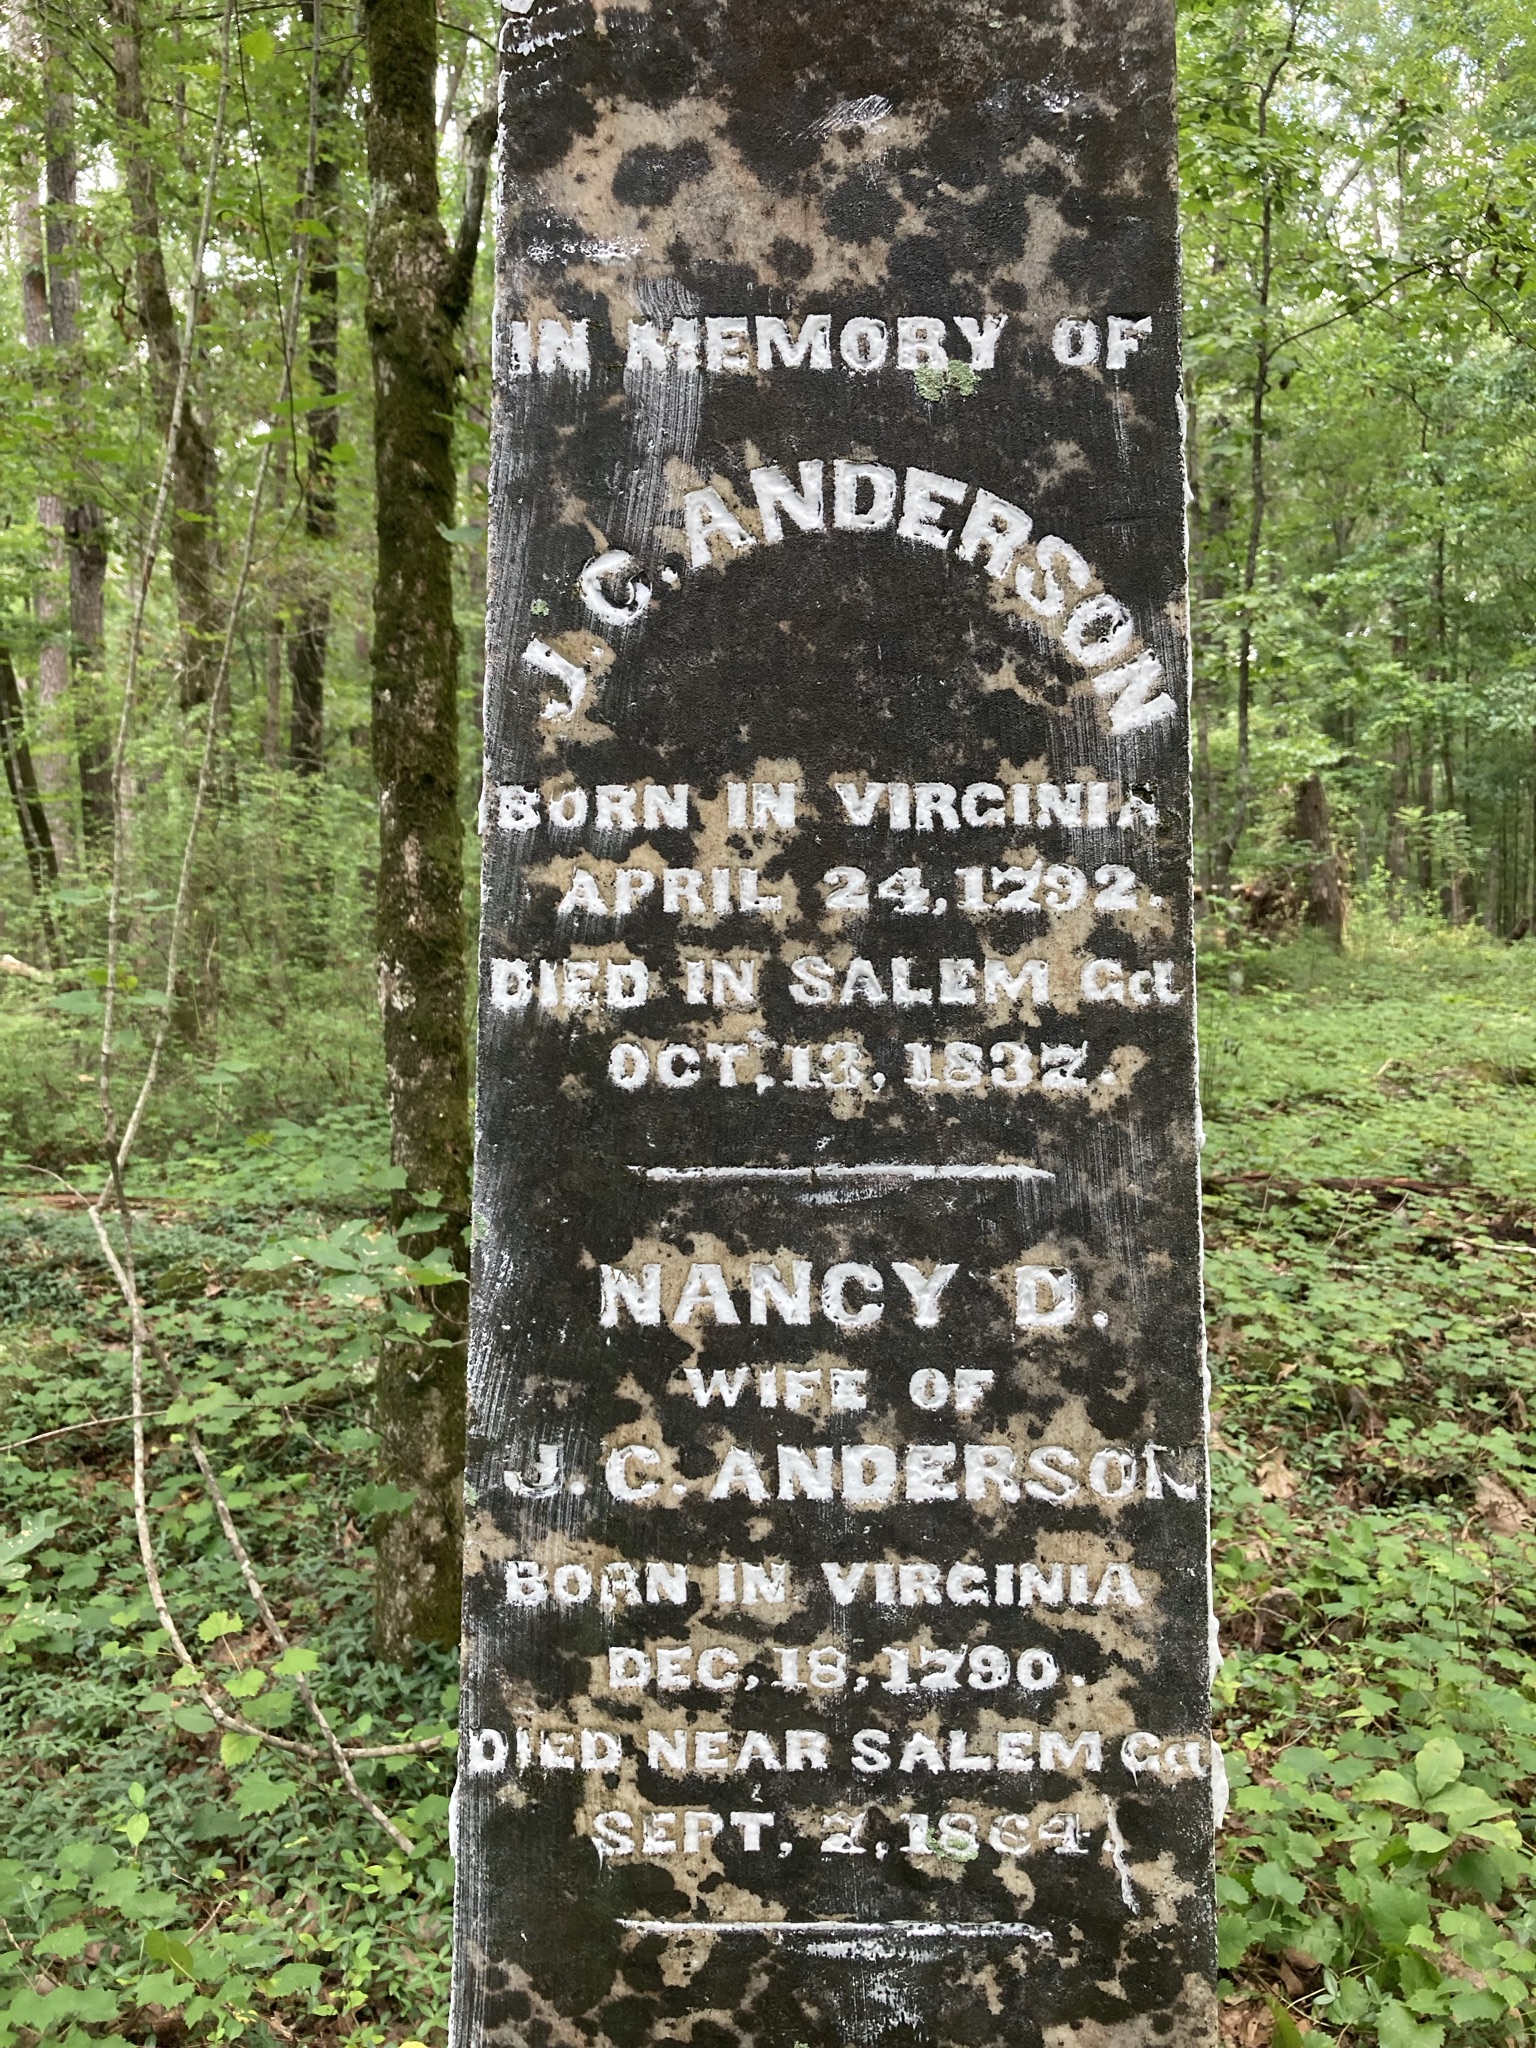 IN MEMORY OF
J. C. ANDERSON
BORN IN VIRGINIA
APRIL 24, 1792.
DIED IN SALEM Ga.
OCT, 13, 1837.
NANCY D.
WIFE OF
J. C. ANDERSON
BORN IN VIRGINIA
DEC, 18, 1790.
DIED NEAR SALEM Ga
SEPT, 2, 1864.